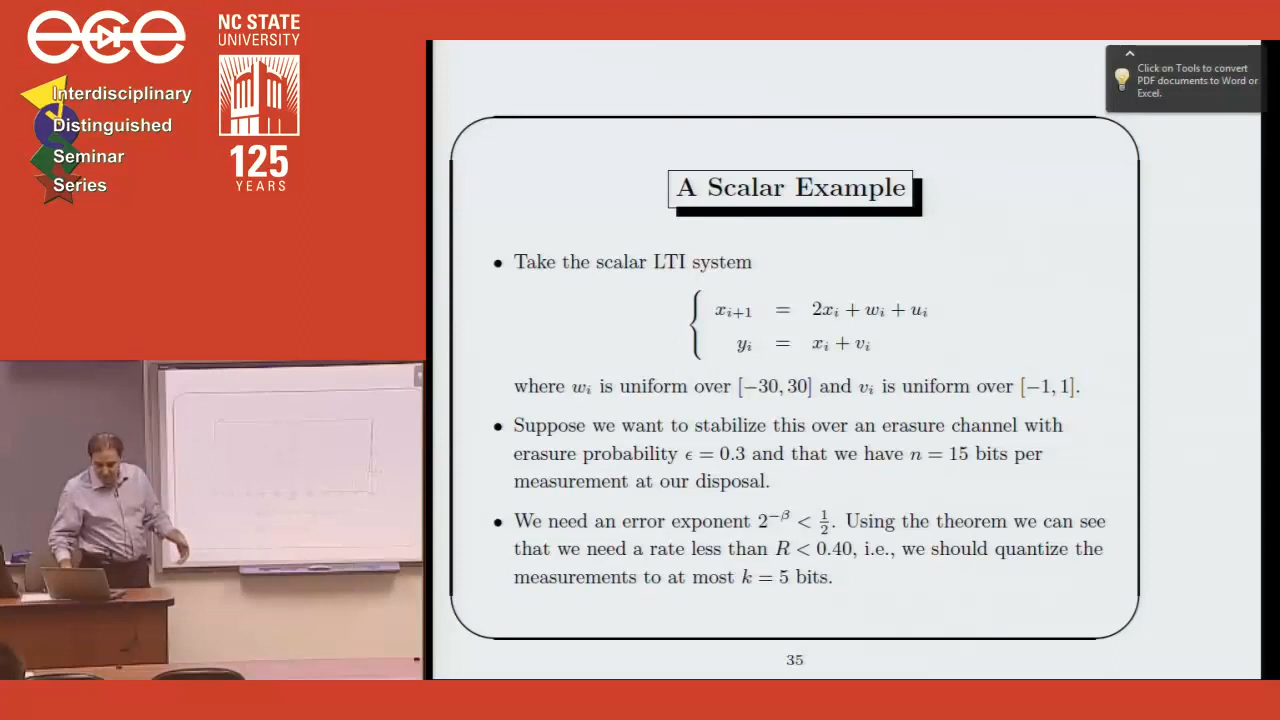 ece
NC STATE
UNIVERSITY
Interdisciplinary
Distinguished
Seminar
Series
125
YEARS
Click on Tools to convert
PDF documents to Word or
Excel.
A Scalar Example
• Take the scalar LTI system
x_{i+1} = 2x_i + w_i + u_i
y_i = x_i + v_i
where w_i is uniform over [−30, 30] and v_i is uniform over [−1, 1].
• Suppose we want to stabilize this over an erasure channel with
erasure probability ϵ = 0.3 and that we have n = 15 bits per
measurement at our disposal.
• We need an error exponent 2^{−β} < 1/2. Using the theorem we can see
that we need a rate less than R < 0.40, i.e., we should quantize the
measurements to at most k = 5 bits.
35